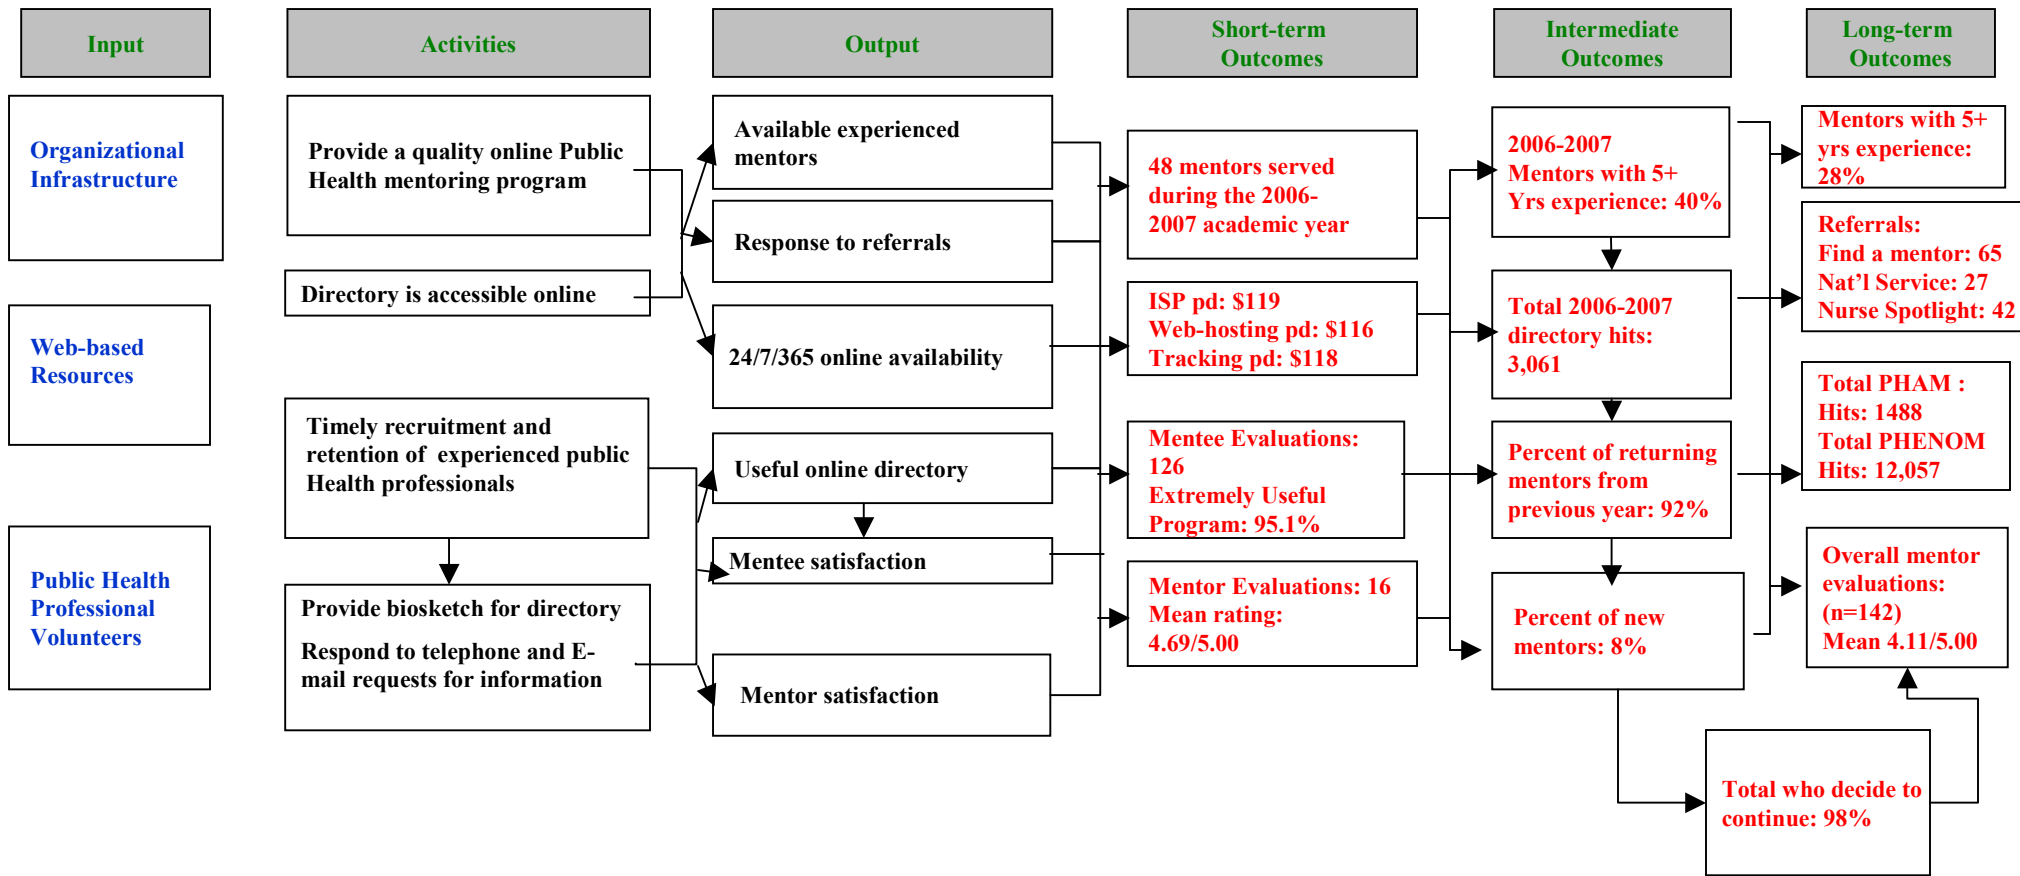 Input
Activities
Output
Short-term
Outcomes
Intermediate
Outcomes
Long-term
Outcomes
Organizational
Infrastructure
Web-based
Resources
Public Health
Professional
Volunteers
Provide a quality online Public
Health mentoring program
Directory is accessible online
Timely recruitment and
retention of experienced public
Health professionals
Provide biosketch for directory
Respond to telephone and E-
mail requests for information
Available experienced
mentors
Response to referrals
24/7/365 online availability
Useful online directory
Mentee satisfaction
Mentor satisfaction
48 mentors served
during the 2006-
2007 academic year
ISP pd: $119
Web-hosting pd: $116
Tracking pd: $118
Mentee Evaluations:
126
Extremely Useful
Program: 95.1%
Mentor Evaluations: 16
Mean rating:
4.69/5.00
2006-2007
Mentors with 5+
Yrs experience: 40%
Total 2006-2007
directory hits:
3,061
Percent of returning
mentors from
previous year: 92%
Percent of new
mentors: 8%
Total who decide to
continue: 98%
Mentors with 5+
yrs experience:
28%
Referrals:
Find a mentor: 65
Nat’l Service: 27
Nurse Spotlight: 42
Total PHAM :
Hits: 1488
Total PHENOM
Hits: 12,057
Overall mentor
evaluations:
(n=142)
Mean 4.11/5.00